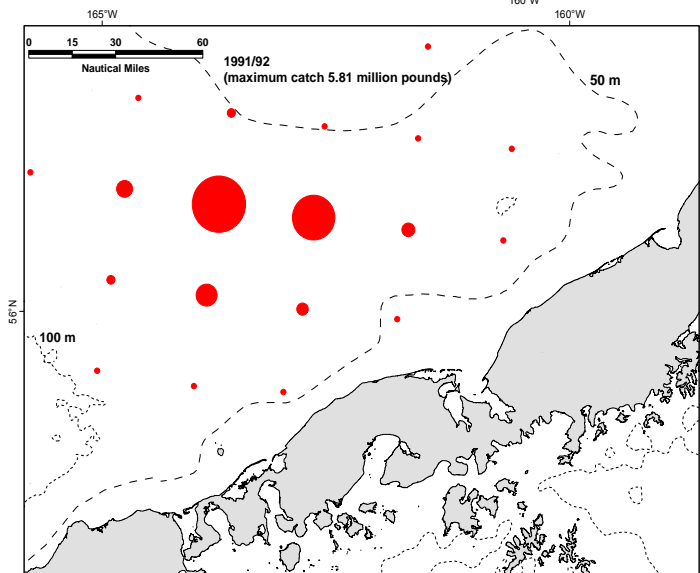 160°W
165°W
160°W
0 15 30 60
Nautical Miles
1991/92
(maximum catch 5.81 million pounds)
50 m
56°N
100 m